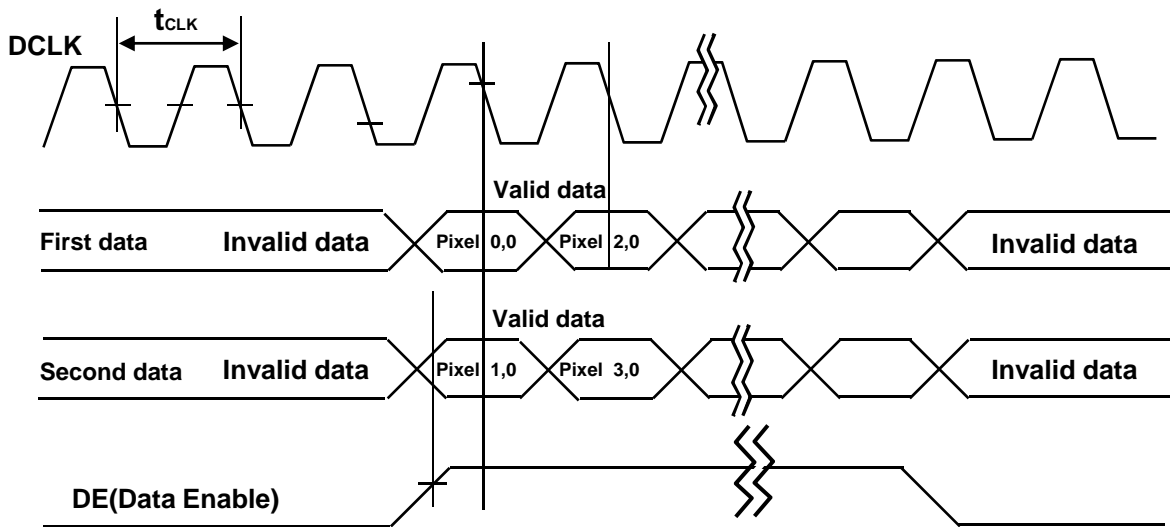 tCLK
DCLK
Valid data
First data Invalid data Pixel 0,0 Pixel 2,0 Invalid data
Valid data
Second data Invalid data Pixel 1,0 Pixel 3,0 Invalid data
DE(Data Enable)